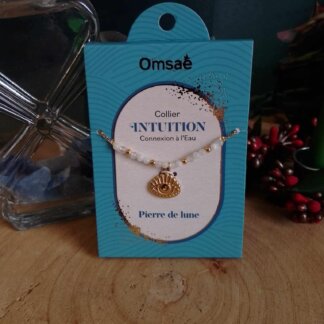 Omsaé
Collier
INTUITION
Connexion à l'Eau
Pierre de lune